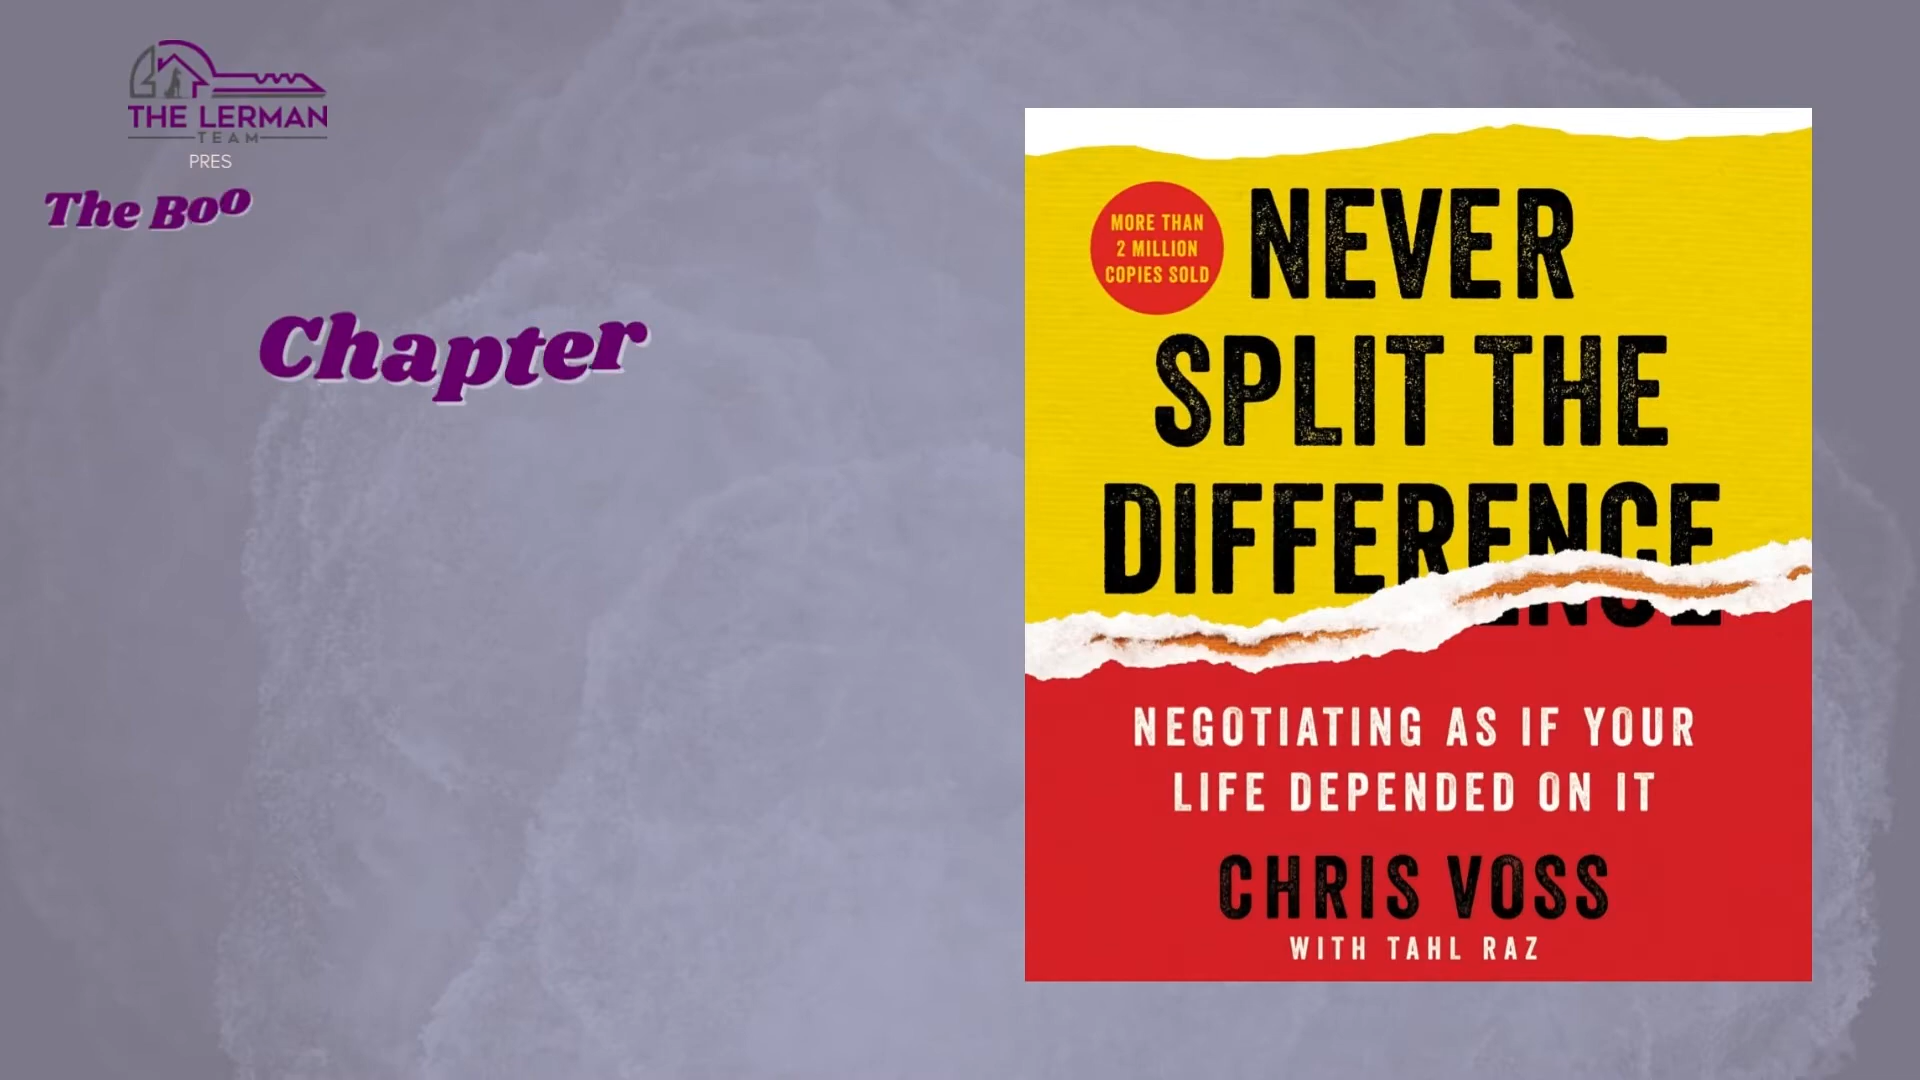 THE LERMAN
TEAM
PRES
The Boo
Chapter
MORE THAN
2 MILLION
COPIES SOLD
NEVER
SPLIT THE
DIFFERENCE
NEGOTIATING AS IF YOUR
LIFE DEPENDED ON IT
CHRIS VOSS
WITH TAHL RAZ